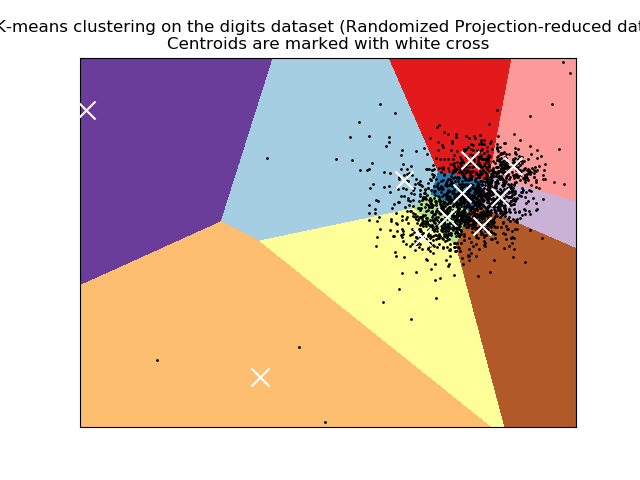 K-means clustering on the digits dataset (Randomized Projection-reduced dat
Centroids are marked with white cross